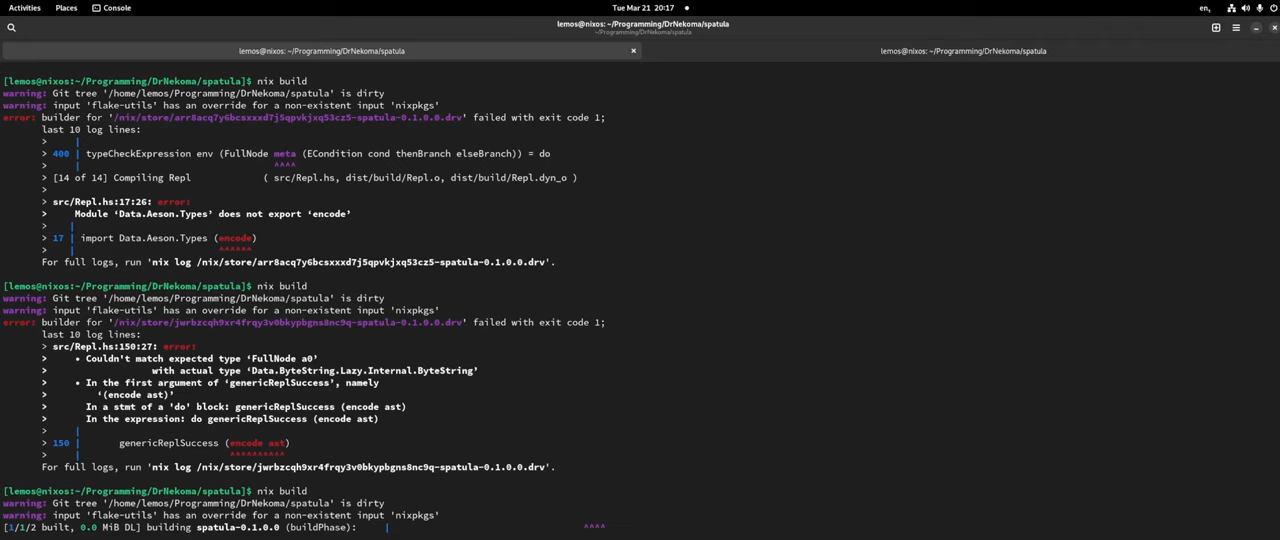 Activities Places Console Tue Mar 21 20:17 en,
lemos@nixos: ~/Programming/DrNekoma/spatula
~/Programming/DrNekoma/spatula
lemos@nixos: ~/Programming/DrNekoma/spatula × lemos@nixos: ~/Programming/DrNekoma/spatula
[lemos@nixos:~/Programming/DrNekoma/spatula]$ nix build
warning: Git tree '/home/lemos/Programming/DrNekoma/spatula' is dirty
warning: input 'flake-utils' has an override for a non-existent input 'nixpkgs'
error: builder for '/nix/store/arr8acq7y6bcsxxxd7j5qpvkjxq53cz5-spatula-0.1.0.0.drv' failed with exit code 1;
last 10 log lines:
> |
> 400 | typeCheckExpression env (FullNode meta (ECondition cond thenBranch elseBranch)) = do
> | ^^^^
> [14 of 14] Compiling Repl ( src/Repl.hs, dist/build/Repl.o, dist/build/Repl.dyn_o )
>
> src/Repl.hs:17:26: error:
> Module ‘Data.Aeson.Types’ does not export ‘encode’
> |
> 17 | import Data.Aeson.Types (encode)
> | ^^^^^^
For full logs, run 'nix log /nix/store/arr8acq7y6bcsxxxd7j5qpvkjxq53cz5-spatula-0.1.0.0.drv'.
[lemos@nixos:~/Programming/DrNekoma/spatula]$ nix build
warning: Git tree '/home/lemos/Programming/DrNekoma/spatula' is dirty
warning: input 'flake-utils' has an override for a non-existent input 'nixpkgs'
error: builder for '/nix/store/jwrbzcqh9xr4frqy3v0bkypbgns8nc9q-spatula-0.1.0.0.drv' failed with exit code 1;
last 10 log lines:
> src/Repl.hs:150:27: error:
> • Couldn't match expected type ‘FullNode a0’
> with actual type ‘Data.ByteString.Lazy.Internal.ByteString’
> • In the first argument of ‘genericReplSuccess’, namely
> ‘(encode ast)’
> In a stmt of a 'do' block: genericReplSuccess (encode ast)
> In the expression: do genericReplSuccess (encode ast)
> |
> 150 | genericReplSuccess (encode ast)
> | ^^^^^^^^^^
For full logs, run 'nix log /nix/store/jwrbzcqh9xr4frqy3v0bkypbgns8nc9q-spatula-0.1.0.0.drv'.
[lemos@nixos:~/Programming/DrNekoma/spatula]$ nix build
warning: Git tree '/home/lemos/Programming/DrNekoma/spatula' is dirty
warning: input 'flake-utils' has an override for a non-existent input 'nixpkgs'
[1/1/2 built, 0.0 MiB DL] building spatula-0.1.0.0 (buildPhase): | ^^^^